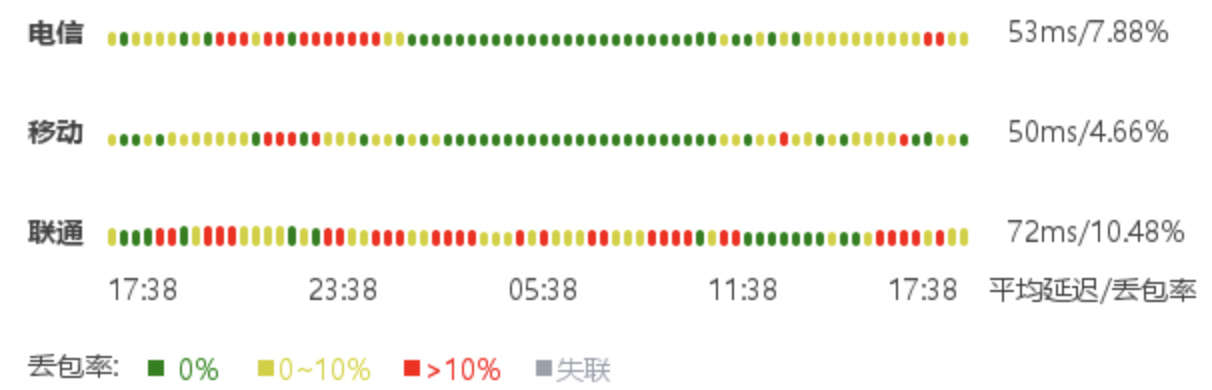 电信 53ms/7.88%
移动 50ms/4.66%
联通 72ms/10.48%
17:38 23:38 05:38 11:38 17:38 平均延迟/丢包率
丢包率: 0% 0~10% >10% 失联